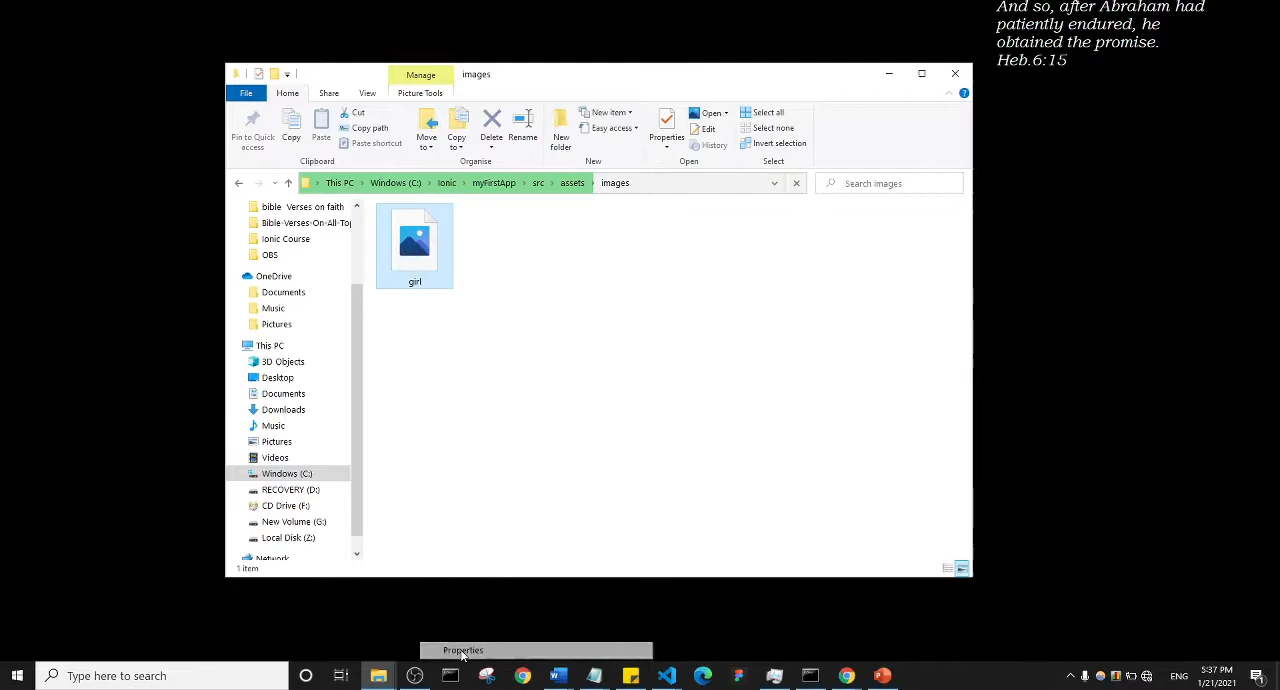 And so, after Abraham had
patiently endured, he
obtained the promise.
Heb.6:15
Manage
images
File
Home
Share
View
Picture Tools
Pin to Quick
access
Copy
Paste
Cut
Copy path
Paste shortcut
Clipboard
Move
to
Copy
to
Delete
Rename
Organise
New
folder
New item
Easy access
New
Properties
Open
Edit
History
Open
Select all
Select none
Invert selection
Select
This PC
Windows (C:)
Ionic
myFirstApp
src
assets
images
Search images
bible Verses on faith
Bible-Verses-On-All-Top
Ionic Course
OBS
OneDrive
Documents
Music
Pictures
This PC
3D Objects
Desktop
Documents
Downloads
Music
Pictures
Videos
Windows (C:)
RECOVERY (D:)
CD Drive (F:)
New Volume (G:)
Local Disk (Z:)
Network
girl
1 item
Properties
Type here to search
ENG
5:37 PM
1/21/2021